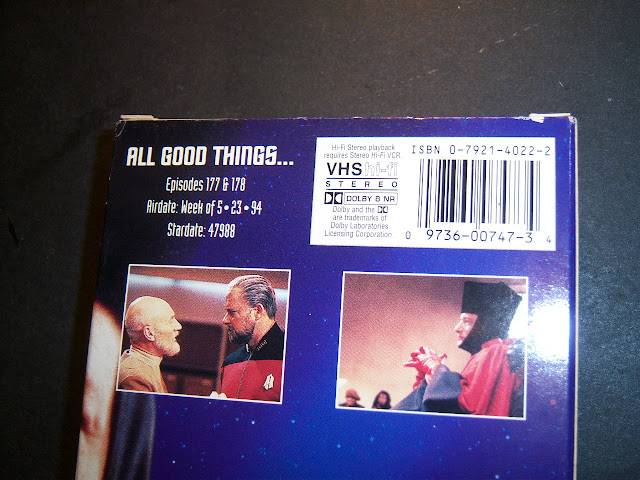 ALL GOOD THINGS...
Episodes 177 & 178
Airdate: Week of 5•23•94
Stardate: 47988
Hi-Fi Stereo playback
requires Stereo Hi-Fi VCR
VHS hi-fi
STEREO
DOLBY B NR
Dolby and the DD
are trademarks of
Dolby Laboratories
Licensing Corporation
ISBN 0-7921-4022-2
0 9736-00747-3 4